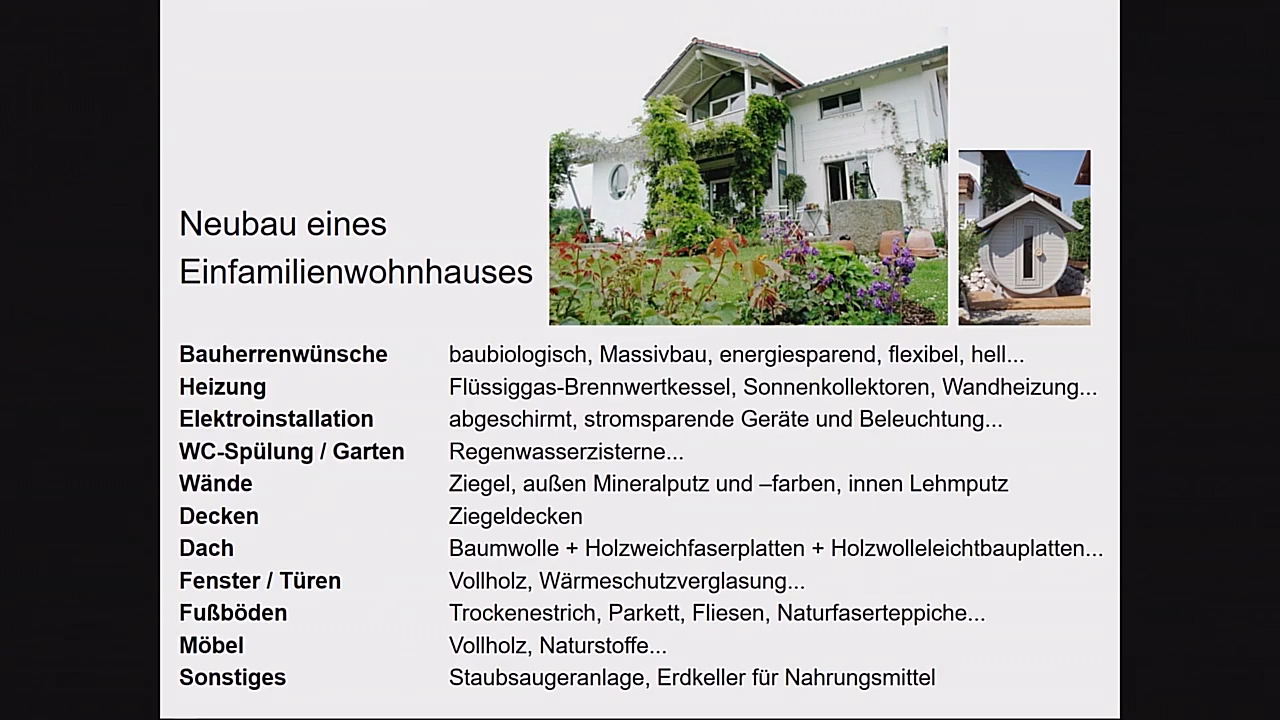 Neubau eines
Einfamilienwohnhauses
Bauherrenwünsche baubiologisch, Massivbau, energiesparend, flexibel, hell...
Heizung Flüssiggas-Brennwertkessel, Sonnenkollektoren, Wandheizung...
Elektroinstallation abgeschirmt, stromsparende Geräte und Beleuchtung...
WC-Spülung / Garten Regenwasserzisterne...
Wände Ziegel, außen Mineralputz und –farben, innen Lehmputz
Decken Ziegeldecken
Dach Baumwolle + Holzweichfaserplatten + Holzwolleleichtbauplatten...
Fenster / Türen Vollholz, Wärmeschutzverglasung...
Fußböden Trockenestrich, Parkett, Fliesen, Naturfaserteppiche...
Möbel Vollholz, Naturstoffe...
Sonstiges Staubsaugeranlage, Erdkeller für Nahrungsmittel